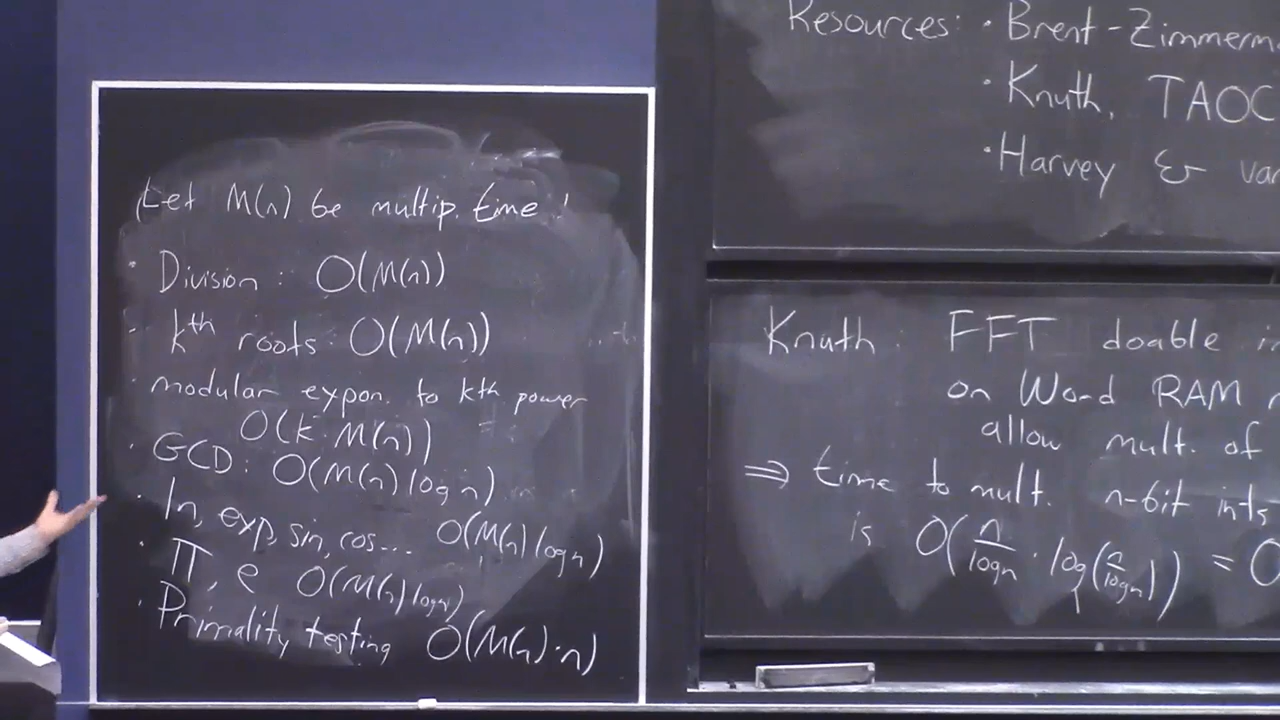 Let M(n) be multip. time!
· Division : O(M(n))
· kth roots: O(M(n))
· modular expon. to kth power
O(k·M(n))
· GCD: O(M(n) log n)
· ln, exp, sin, cos... O(M(n) log n)
· π, e O(M(n) log n)
· Primality testing Õ(M(n)·n)
Resources: · Brent-Zimmerm
· Knuth, TAOC
· Harvey & va
Knuth : FFT doable in
on Word RAM
allow mult. of
⇒ time to mult. n-bit ints
is O(n/log n · log(n/log n)) = O